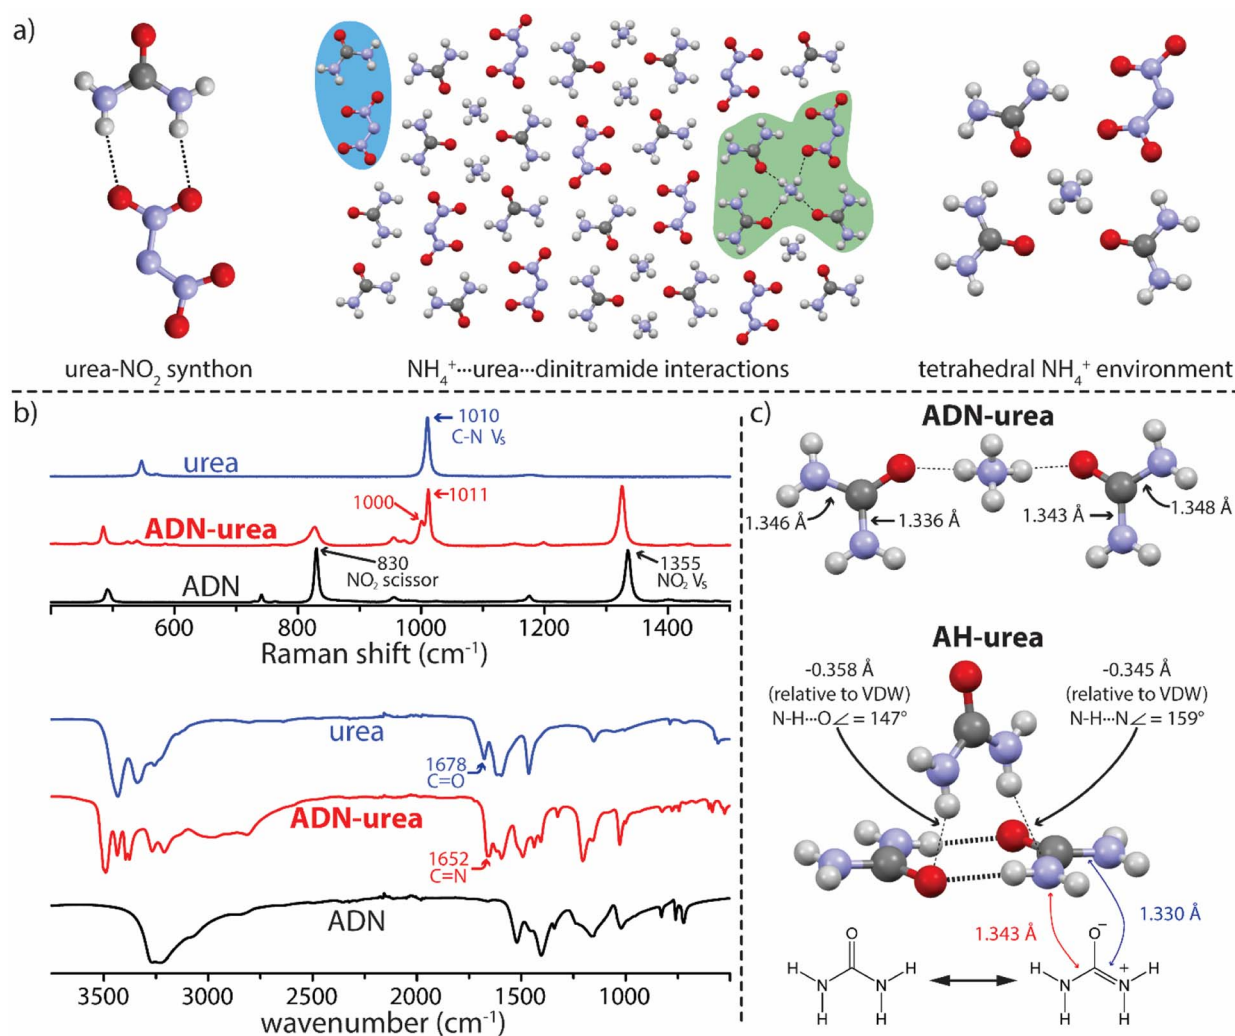 a)
urea-NO₂ synthon
NH₄⁺···urea···dinitramide interactions
tetrahedral NH₄⁺ environment
b)
1010
C-N Vs
urea
1000
1011
ADN-urea
830
NO₂ scissor
1355
NO₂ Vs
ADN
600
800
1000
1200
1400
Raman shift (cm⁻¹)
urea
1678
C=O
ADN-urea
1652
C=N
ADN
3750
3500
3000
2500
2000
1500
1000
wavenumber (cm⁻¹)
c)
ADN-urea
1.346 Å
1.336 Å
1.343 Å
1.348 Å
AH-urea
-0.358 Å
(relative to VDW)
N-H···O∠ = 147°
-0.345 Å
(relative to VDW)
N-H···N∠ = 159°
1.343 Å
1.330 Å
O
H N N H
H H
O⁻
H N N⁺ H
H H